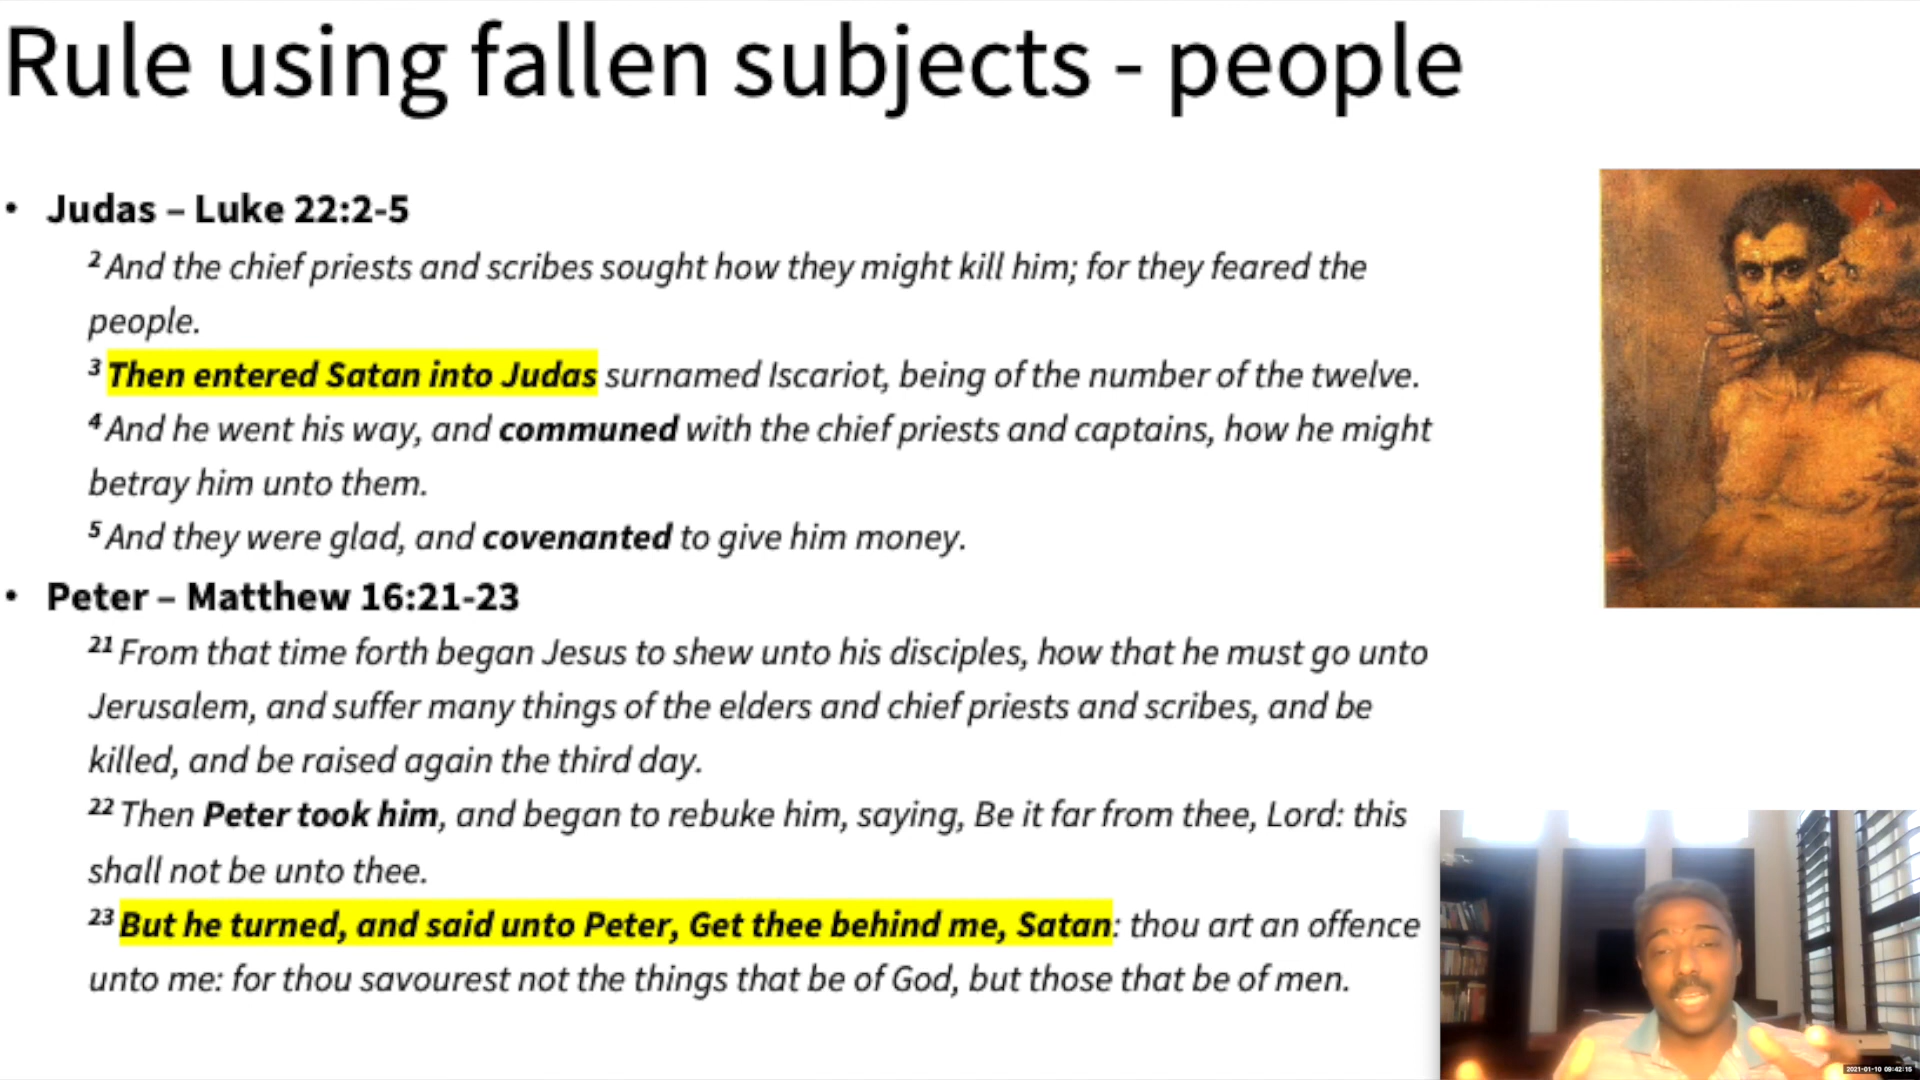 Rule using fallen subjects - people
• Judas – Luke 22:2-5
2 And the chief priests and scribes sought how they might kill him; for they feared the
people.
3 Then entered Satan into Judas surnamed Iscariot, being of the number of the twelve.
4 And he went his way, and communed with the chief priests and captains, how he might
betray him unto them.
5 And they were glad, and covenanted to give him money.
• Peter – Matthew 16:21-23
21 From that time forth began Jesus to shew unto his disciples, how that he must go unto
Jerusalem, and suffer many things of the elders and chief priests and scribes, and be
killed, and be raised again the third day.
22 Then Peter took him, and began to rebuke him, saying, Be it far from thee, Lord: this
shall not be unto thee.
23 But he turned, and said unto Peter, Get thee behind me, Satan: thou art an offence
unto me: for thou savourest not the things that be of God, but those that be of men.
2021-01-10 09:42:15